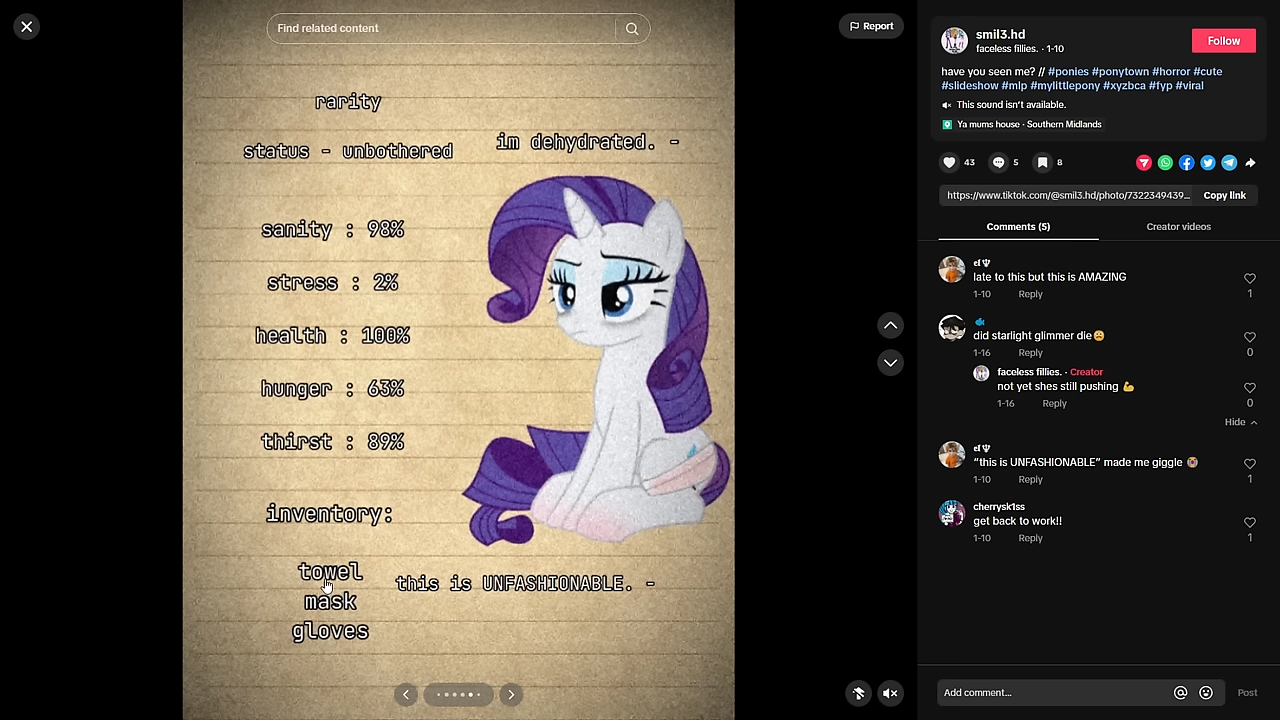 Find related content
Report
rarity
status - unbothered
im dehydrated. -
sanity : 98%
stress : 2%
health : 100%
hunger : 63%
thirst : 89%
inventory:
towel
mask
gloves
this is UNFASHIONABLE. -
smil3.hd
faceless fillies. · 1-10
Follow
have you seen me? // #ponies #ponytown #horror #cute
#slideshow #mlp #mylittlepony #xyzbca #fyp #viral
This sound isn't available.
Ya mums house · Southern Midlands
43
5
8
https://www.tiktok.com/@smil3.hd/photo/7322349439...
Copy link
Comments (5)
Creator videos
el Ψ
late to this but this is AMAZING
1-10 Reply
1
did starlight glimmer die😟
1-16 Reply
0
faceless fillies. · Creator
not yet shes still pushing 💪
1-16 Reply
0
Hide
el Ψ
“this is UNFASHIONABLE” made me giggle 😭
1-10 Reply
1
cherrysk1ss
get back to work!!
1-10 Reply
1
Add comment...
Post